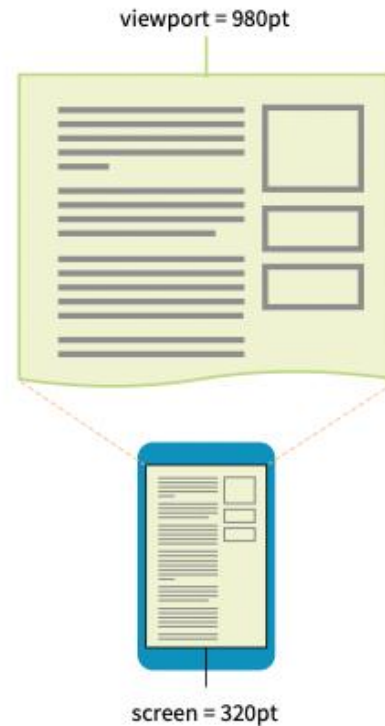 viewport = 980pt
screen = 320pt